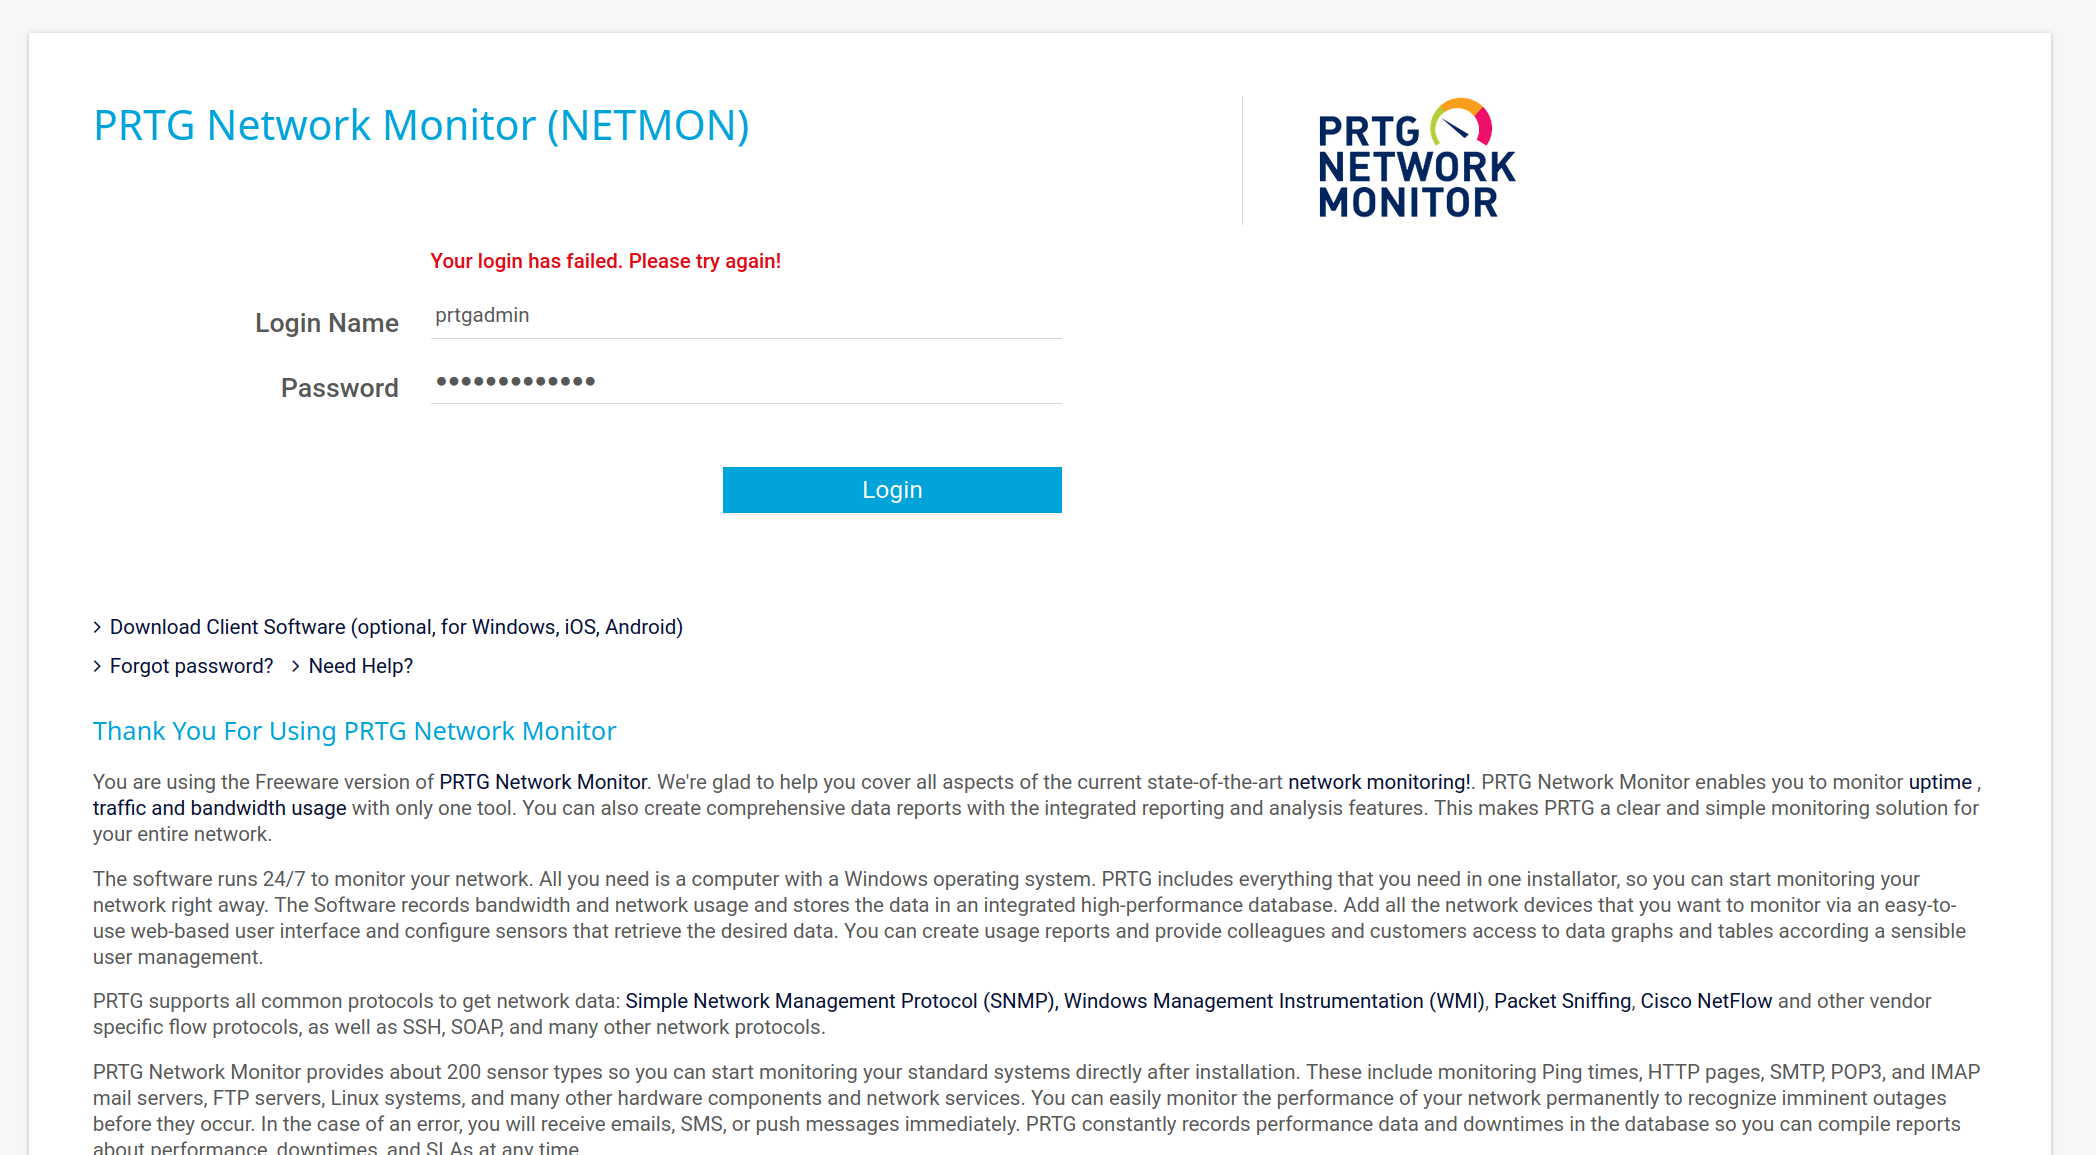 PRTG Network Monitor (NETMON)
PRTG
NETWORK
MONITOR
Your login has failed. Please try again!
Login Name prtgadmin
Password •••••••••••••
Login
Download Client Software (optional, for Windows, iOS, Android)
Forgot password? Need Help?
Thank You For Using PRTG Network Monitor
You are using the Freeware version of PRTG Network Monitor. We're glad to help you cover all aspects of the current state-of-the-art network monitoring!. PRTG Network Monitor enables you to monitor uptime ,
traffic and bandwidth usage with only one tool. You can also create comprehensive data reports with the integrated reporting and analysis features. This makes PRTG a clear and simple monitoring solution for
your entire network.
The software runs 24/7 to monitor your network. All you need is a computer with a Windows operating system. PRTG includes everything that you need in one installator, so you can start monitoring your
network right away. The Software records bandwidth and network usage and stores the data in an integrated high-performance database. Add all the network devices that you want to monitor via an easy-to-
use web-based user interface and configure sensors that retrieve the desired data. You can create usage reports and provide colleagues and customers access to data graphs and tables according a sensible
user management.
PRTG supports all common protocols to get network data: Simple Network Management Protocol (SNMP), Windows Management Instrumentation (WMI), Packet Sniffing, Cisco NetFlow and other vendor
specific flow protocols, as well as SSH, SOAP, and many other network protocols.
PRTG Network Monitor provides about 200 sensor types so you can start monitoring your standard systems directly after installation. These include monitoring Ping times, HTTP pages, SMTP, POP3, and IMAP
mail servers, FTP servers, Linux systems, and many other hardware components and network services. You can easily monitor the performance of your network permanently to recognize imminent outages
before they occur. In the case of an error, you will receive emails, SMS, or push messages immediately. PRTG constantly records performance data and downtimes in the database so you can compile reports
about performance, downtimes, and SLAs at any time.